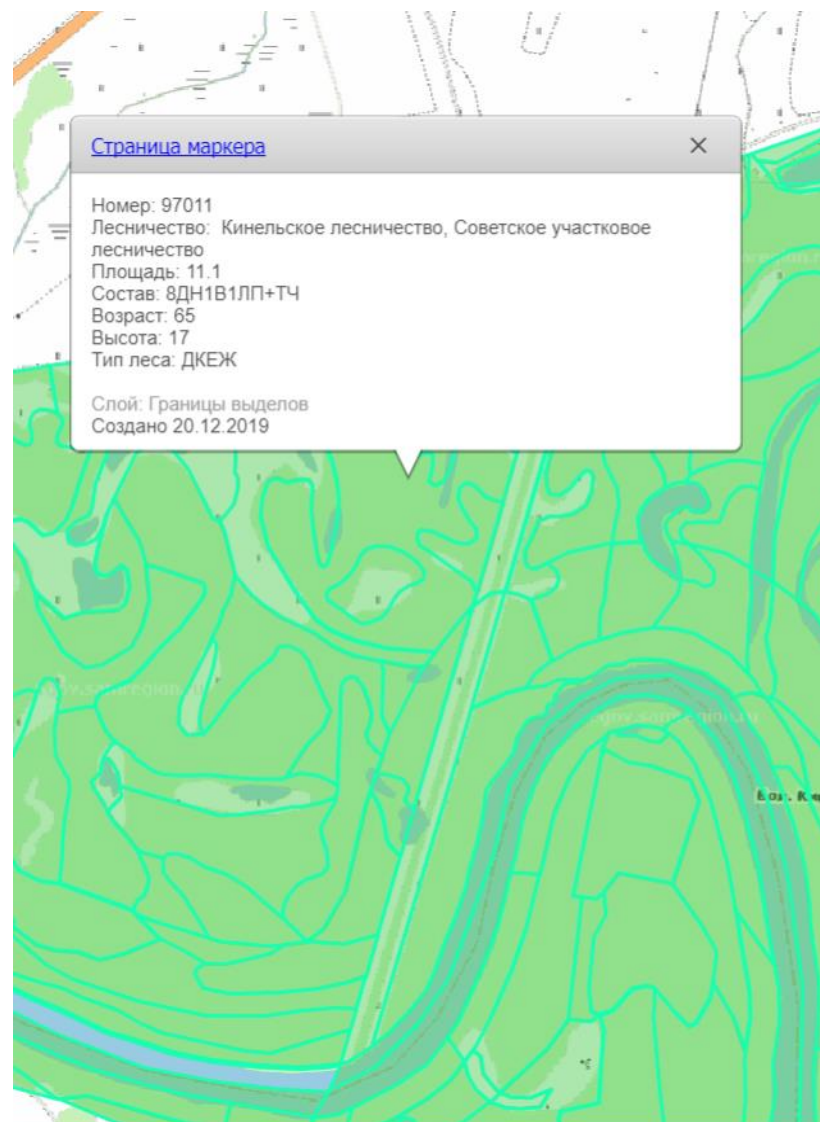 Страница маркера
Номер: 97011
Лесничество: Кинельское лесничество, Советское участковое
лесничество
Площадь: 11.1
Состав: 8ДН1В1ЛП+ТЧ
Возраст: 65
Высота: 17
Тип леса: ДКЕЖ
Слой: Границы выделов
Создано 20.12.2019